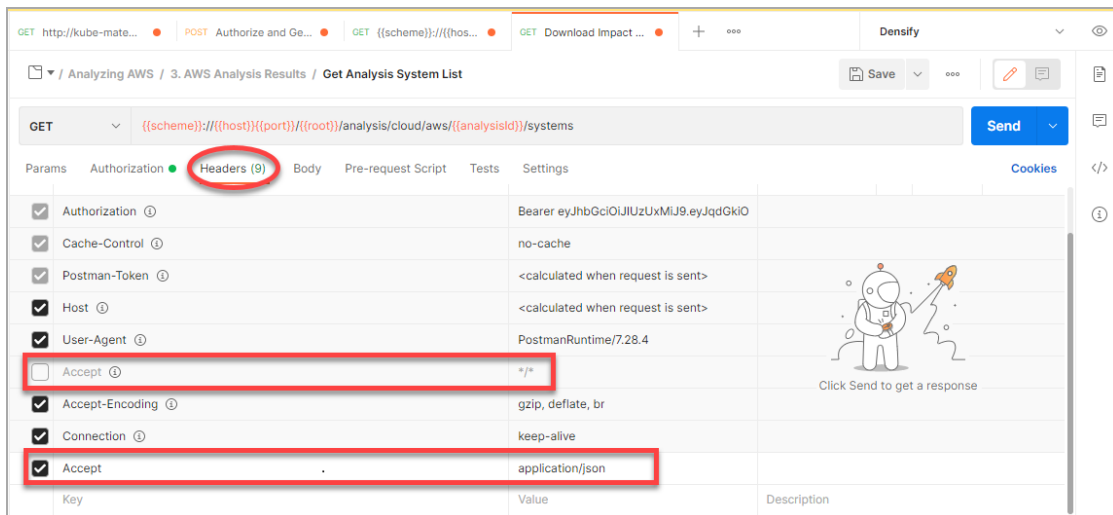 GET http://kube-mate... POST Authorize and Ge... GET {{scheme}}://{{hos... GET Download Impact ... Densify
/ Analyzing AWS / 3. AWS Analysis Results / Get Analysis System List Save
GET {{scheme}}://{{host}}{{port}}/{{root}}/analysis/cloud/aws/{{analysisId}}/systems Send
Params Authorization Headers (9) Body Pre-request Script Tests Settings Cookies
Authorization Bearer eyJhbGciOiJIUzUxMiJ9.eyJqdGkiO
Cache-Control no-cache
Postman-Token <calculated when request is sent>
Host <calculated when request is sent>
User-Agent PostmanRuntime/7.28.4
Accept */*
Click Send to get a response
Accept-Encoding gzip, deflate, br
Connection keep-alive
Accept . application/json
Key Value Description